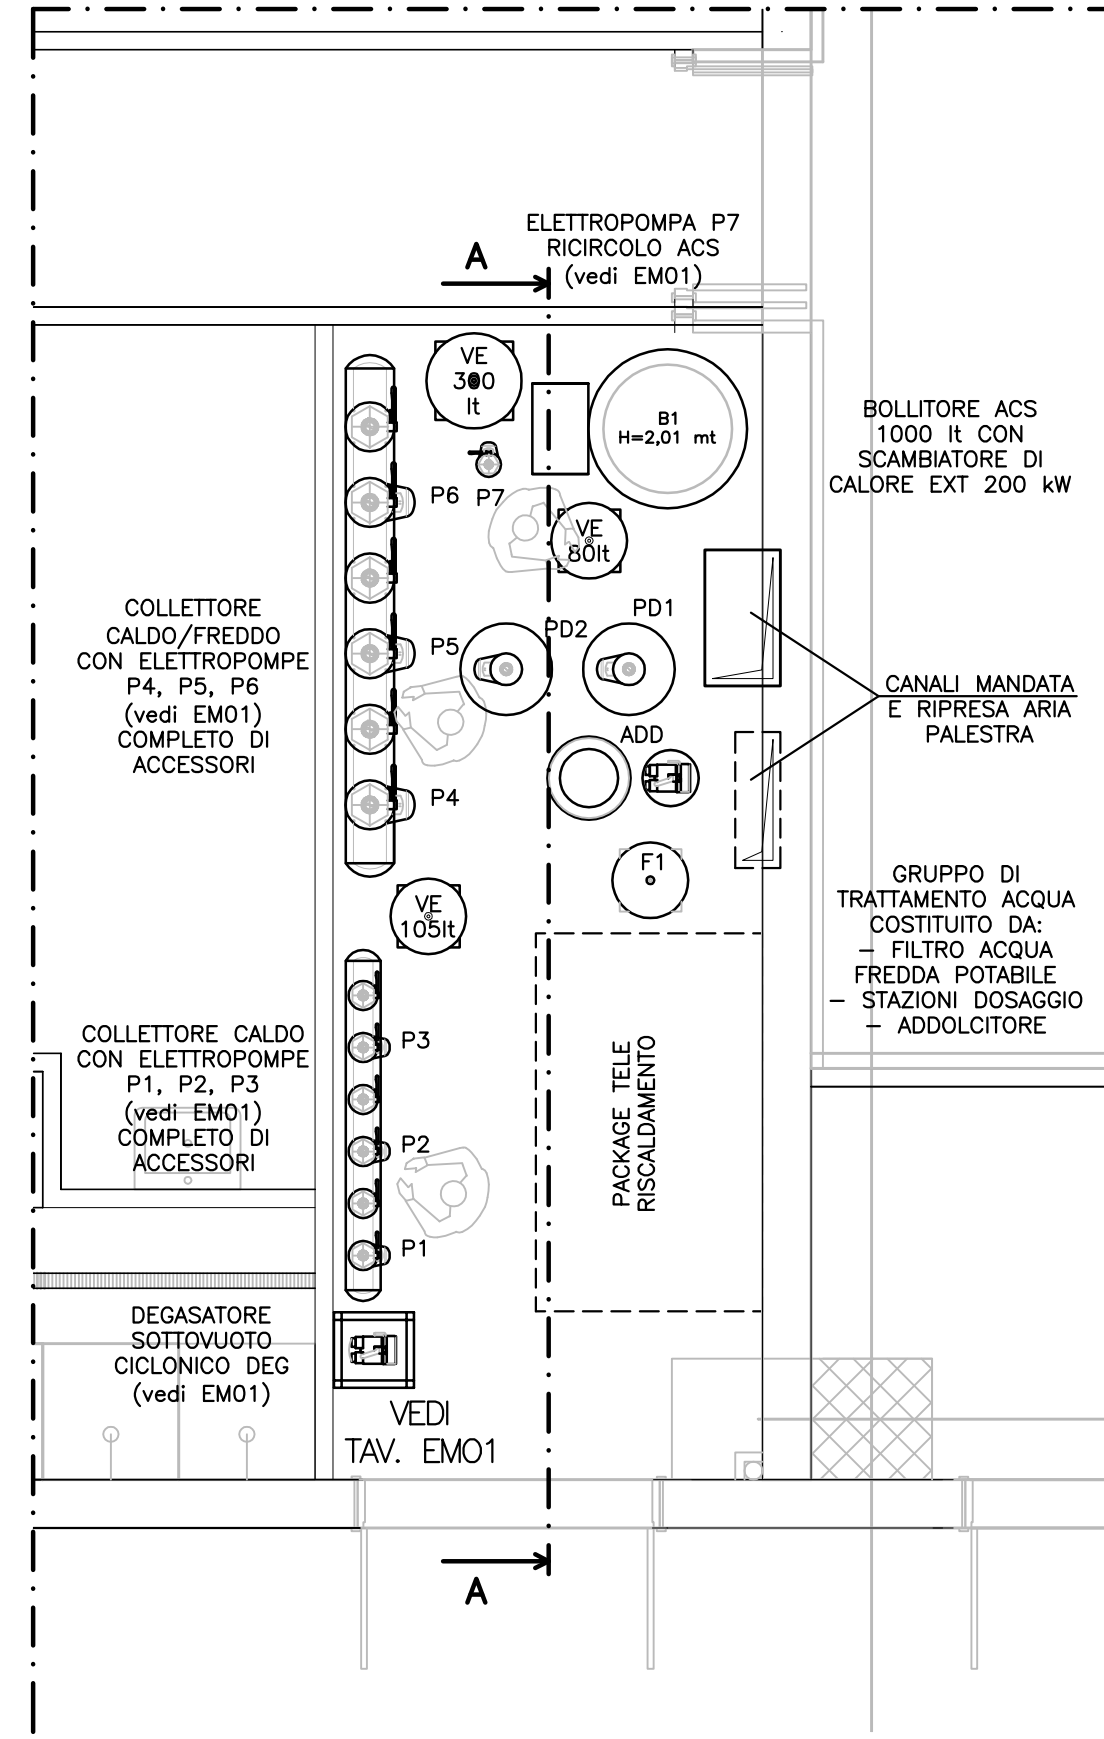 ELETTROPOMPA P7
RICIRCOLO ACS
(vedi EM01)
A
VE
300
lt
B1
H=2,01 mt
BOLLITORE ACS
1000 lt CON
SCAMBIATORE DI
CALORE EXT 200 kW
P6
P7
VE
80lt
COLLETTORE
CALDO/FREDDO
CON ELETTROPOMPE
P4, P5, P6
(vedi EM01)
COMPLETO DI
ACCESSORI
PD1
PD2
P5
CANALI MANDATA
E RIPRESA ARIA
PALESTRA
ADD
P4
F1
VE
105lt
GRUPPO DI
TRATTAMENTO ACQUA
COSTITUITO DA:
– FILTRO ACQUA
FREDDA POTABILE
– STAZIONI DOSAGGIO
– ADDOLCITORE
COLLETTORE CALDO
CON ELETTROPOMPE
P1, P2, P3
(vedi EM01)
COMPLETO DI
ACCESSORI
P3
P2
P1
PACKAGE TELE
RISCALDAMENTO
DEGASATORE
SOTTOVUOTO
CICLONICO DEG
(vedi EM01)
VEDI
TAV. EM01
A